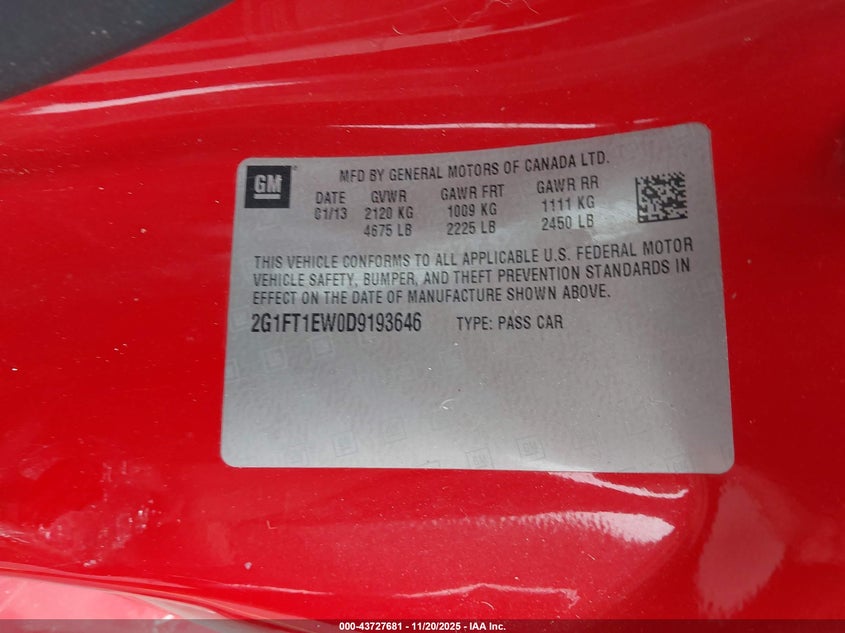 GM
MFD BY GENERAL MOTORS OF CANADA LTD.
DATE GVWR GAWR FRT GAWR RR
01/13 2120 KG 1009 KG 1111 KG
4675 LB 2225 LB 2450 LB
THIS VEHICLE CONFORMS TO ALL APPLICABLE U.S. FEDERAL MOTOR
VEHICLE SAFETY, BUMPER, AND THEFT PREVENTION STANDARDS IN
EFFECT ON THE DATE OF MANUFACTURE SHOWN ABOVE.
2G1FT1EW0D9193646 TYPE: PASS CAR
000-43727681 - 11/20/2025 - IAA Inc.